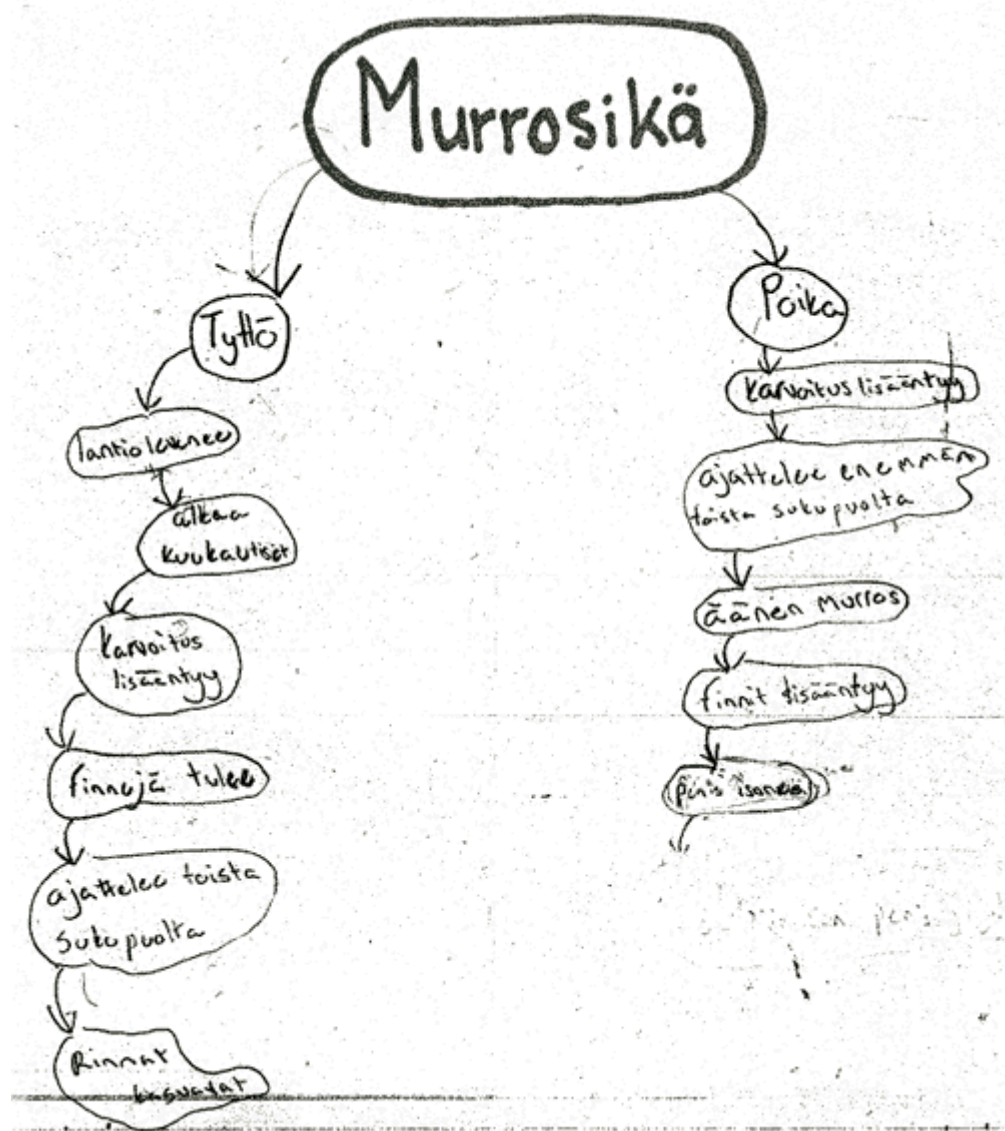 Murrosikä
Tyttö
lantio levenee
alkaa
kuukautiset
karvoitus
lisääntyy
finnejä tulee
ajattelee toista
sukupuolta
Rinnat
kasvavat
Poika
karvoitus lisääntyy
ajattelee enemmän
toista sukupuolta
äänen murros
finnit lisääntyy
penis